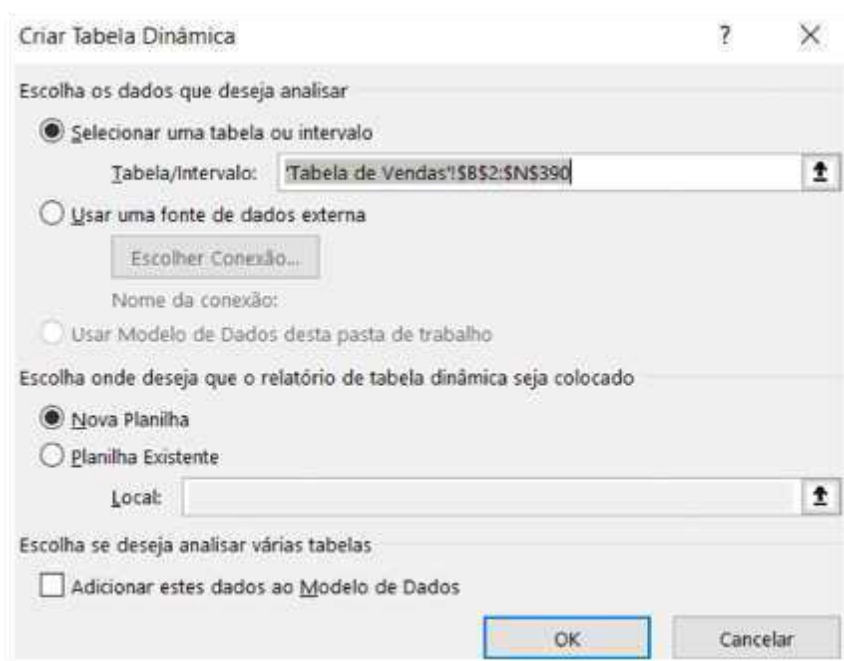 Criar Tabela Dinâmica ? ×
Escolha os dados que deseja analisar
Selecionar uma tabela ou intervalo
Tabela/Intervalo: 'Tabela de Vendas'!$B$2:$N$390
Usar uma fonte de dados externa
Escolher Conexão...
Nome da conexão:
Usar Modelo de Dados desta pasta de trabalho
Escolha onde deseja que o relatório de tabela dinâmica seja colocado
Nova Planilha
Planilha Existente
Local:
Escolha se deseja analisar várias tabelas
Adicionar estes dados ao Modelo de Dados
OK Cancelar